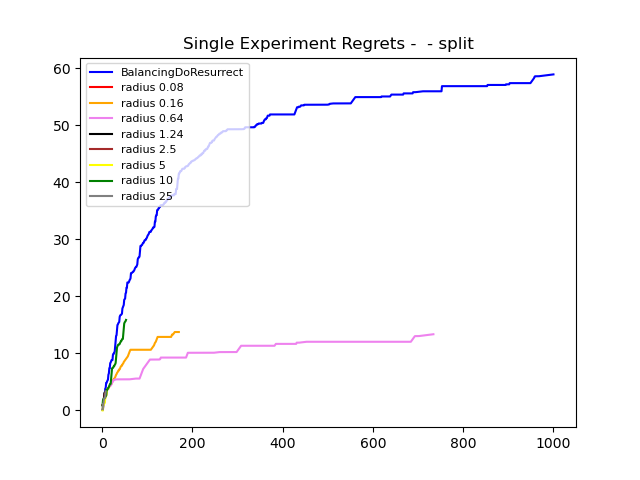 Single Experiment Regrets -  - split
BalancingDoResurrect
radius 0.08
radius 0.16
radius 0.64
radius 1.24
radius 2.5
radius 5
radius 10
radius 25
60
50
40
30
20
10
0
0 200 400 600 800 1000